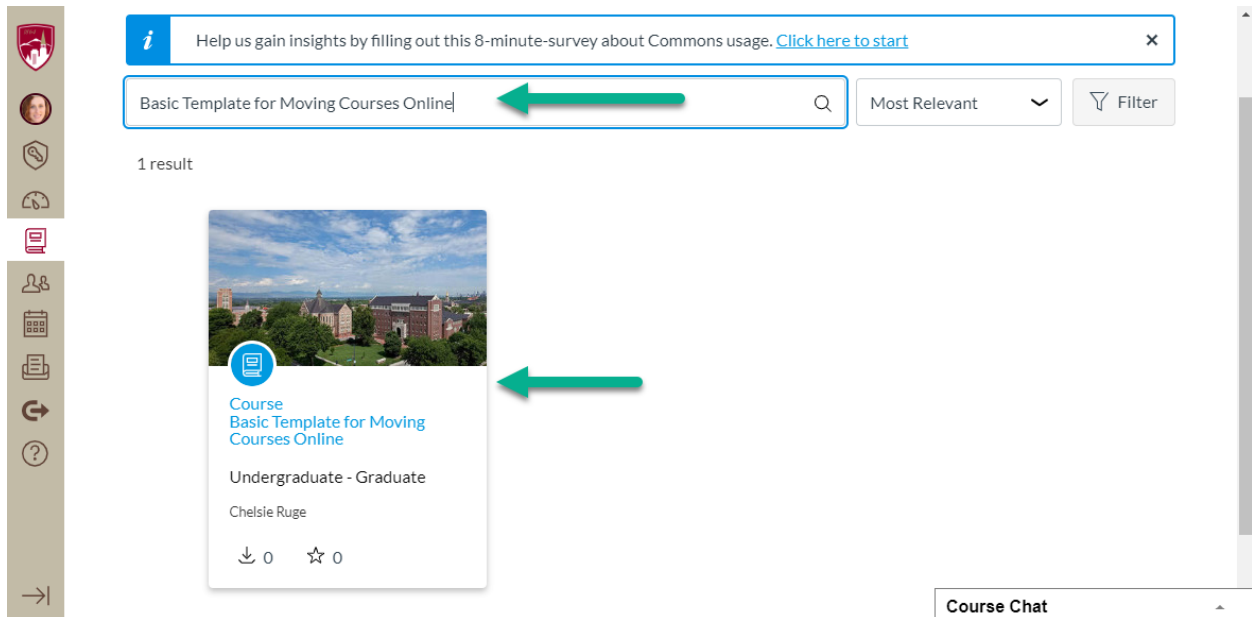 Help us gain insights by filling out this 8-minute-survey about Commons usage. Click here to start
Basic Template for Moving Courses Online
Most Relevant
Filter
1 result
Course
Basic Template for Moving
Courses Online
Undergraduate - Graduate
Chelsie Ruge
0 0
Course Chat